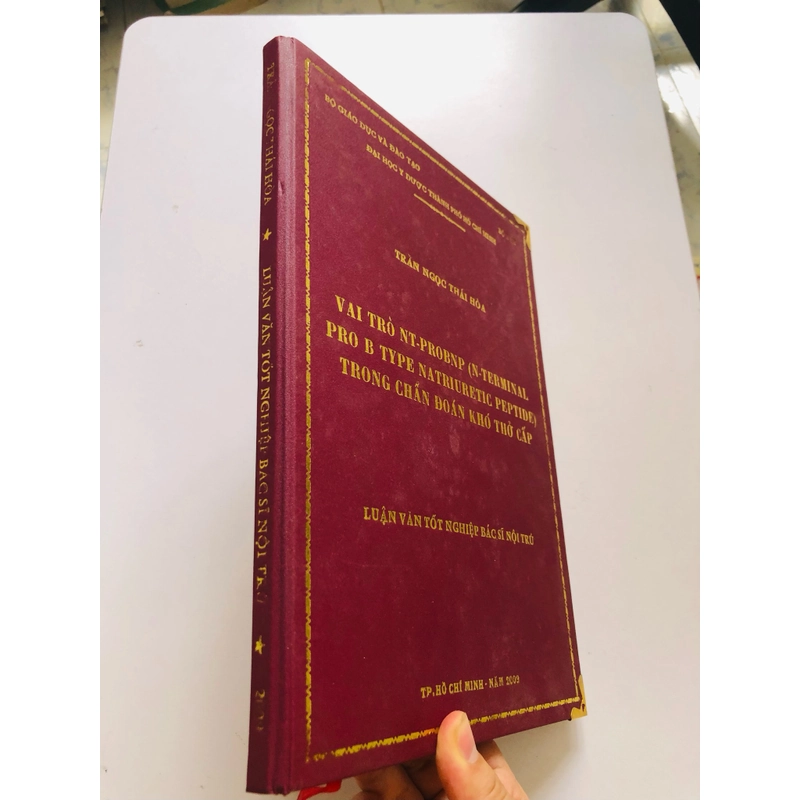 BỘ GIÁO DỤC VÀ ĐÀO TẠO
ĐẠI HỌC Y DƯỢC THÀNH PHỐ HỒ CHÍ MINH
TRẦN NGỌC THÁI HÒA
VAI TRÒ NT-PROBNP (N-TERMINAL
PRO B TYPE NATRIURETIC PEPTIDE)
TRONG CHẨN ĐOÁN KHÓ THỞ CẤP
LUẬN VĂN TỐT NGHIỆP BÁC SĨ NỘI TRÚ
TP.HỒ CHÍ MINH - NĂM 2009
THÁI HÒA ★ LUẬN VĂN TỐT NGHIỆP BÁC SĨ NỘI TRÚ ★